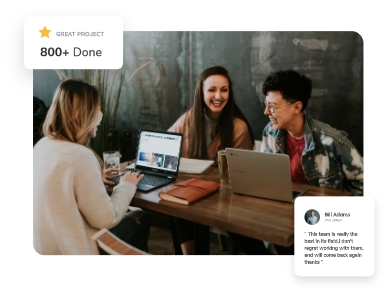 GREAT PROJECT
800+ Done
Bill Adams
" This team is really the
best in its field.I don't
regret working with them,
and will come back again
thanks "